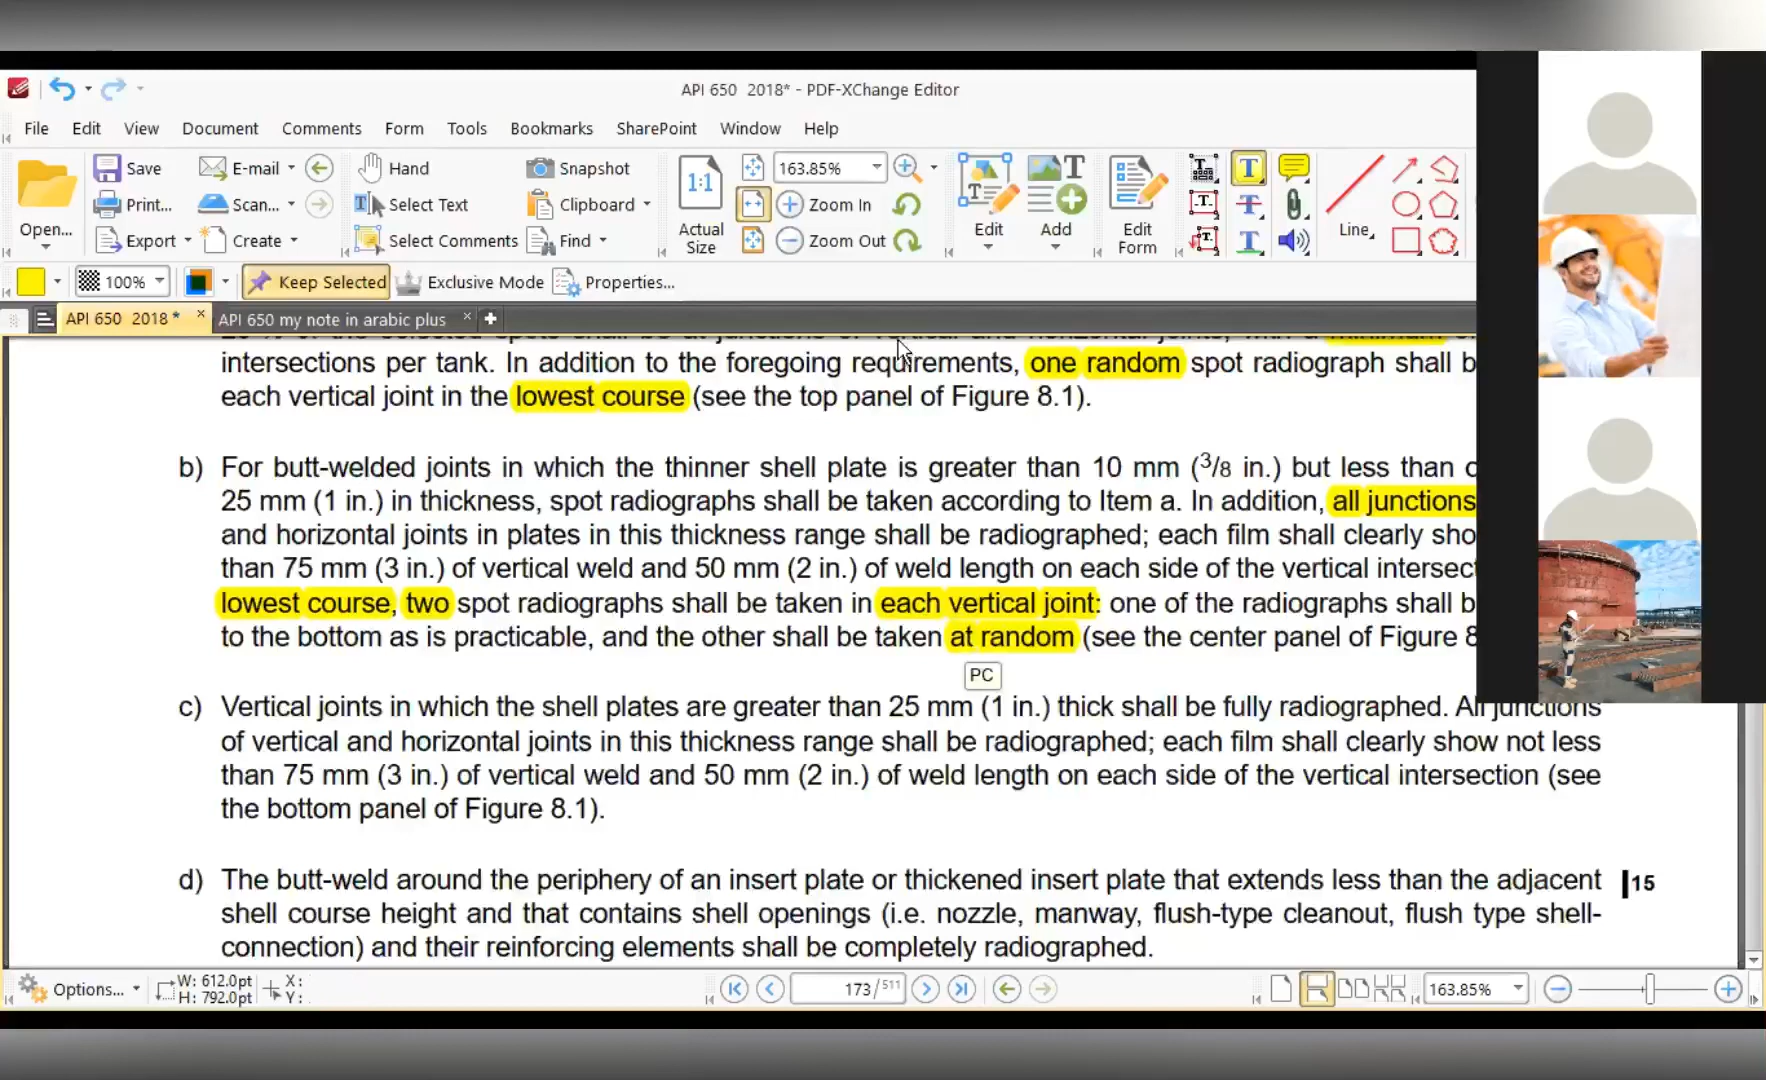 API 650 2018* - PDF-XChange Editor
File Edit View Document Comments Form Tools Bookmarks SharePoint Window Help
Open...
Save
Print...
Export
E-mail
Scan...
Create
Hand
Select Text
Select Comments
Snapshot
Clipboard
Find
1:1
Actual Size
163.85%
Zoom In
Zoom Out
Edit
Add
Edit Form
Line
100%
Keep Selected
Exclusive Mode
Properties...
API 650 2018 *
API 650 my note in arabic plus
intersections per tank. In addition to the foregoing requirements, one random spot radiograph shall b
each vertical joint in the lowest course (see the top panel of Figure 8.1).
b) For butt-welded joints in which the thinner shell plate is greater than 10 mm (3/8 in.) but less than
25 mm (1 in.) in thickness, spot radiographs shall be taken according to Item a. In addition, all junctions
and horizontal joints in plates in this thickness range shall be radiographed; each film shall clearly sho
than 75 mm (3 in.) of vertical weld and 50 mm (2 in.) of weld length on each side of the vertical intersec
lowest course, two spot radiographs shall be taken in each vertical joint: one of the radiographs shall b
to the bottom as is practicable, and the other shall be taken at random (see the center panel of Figure 8
PC
c) Vertical joints in which the shell plates are greater than 25 mm (1 in.) thick shall be fully radiographed. All junctions
of vertical and horizontal joints in this thickness range shall be radiographed; each film shall clearly show not less
than 75 mm (3 in.) of vertical weld and 50 mm (2 in.) of weld length on each side of the vertical intersection (see
the bottom panel of Figure 8.1).
d) The butt-weld around the periphery of an insert plate or thickened insert plate that extends less than the adjacent
15
shell course height and that contains shell openings (i.e. nozzle, manway, flush-type cleanout, flush type shell-
connection) and their reinforcing elements shall be completely radiographed.
Options...
W: 612.0pt
H: 792.0pt
X:
Y:
173/511
163.85%